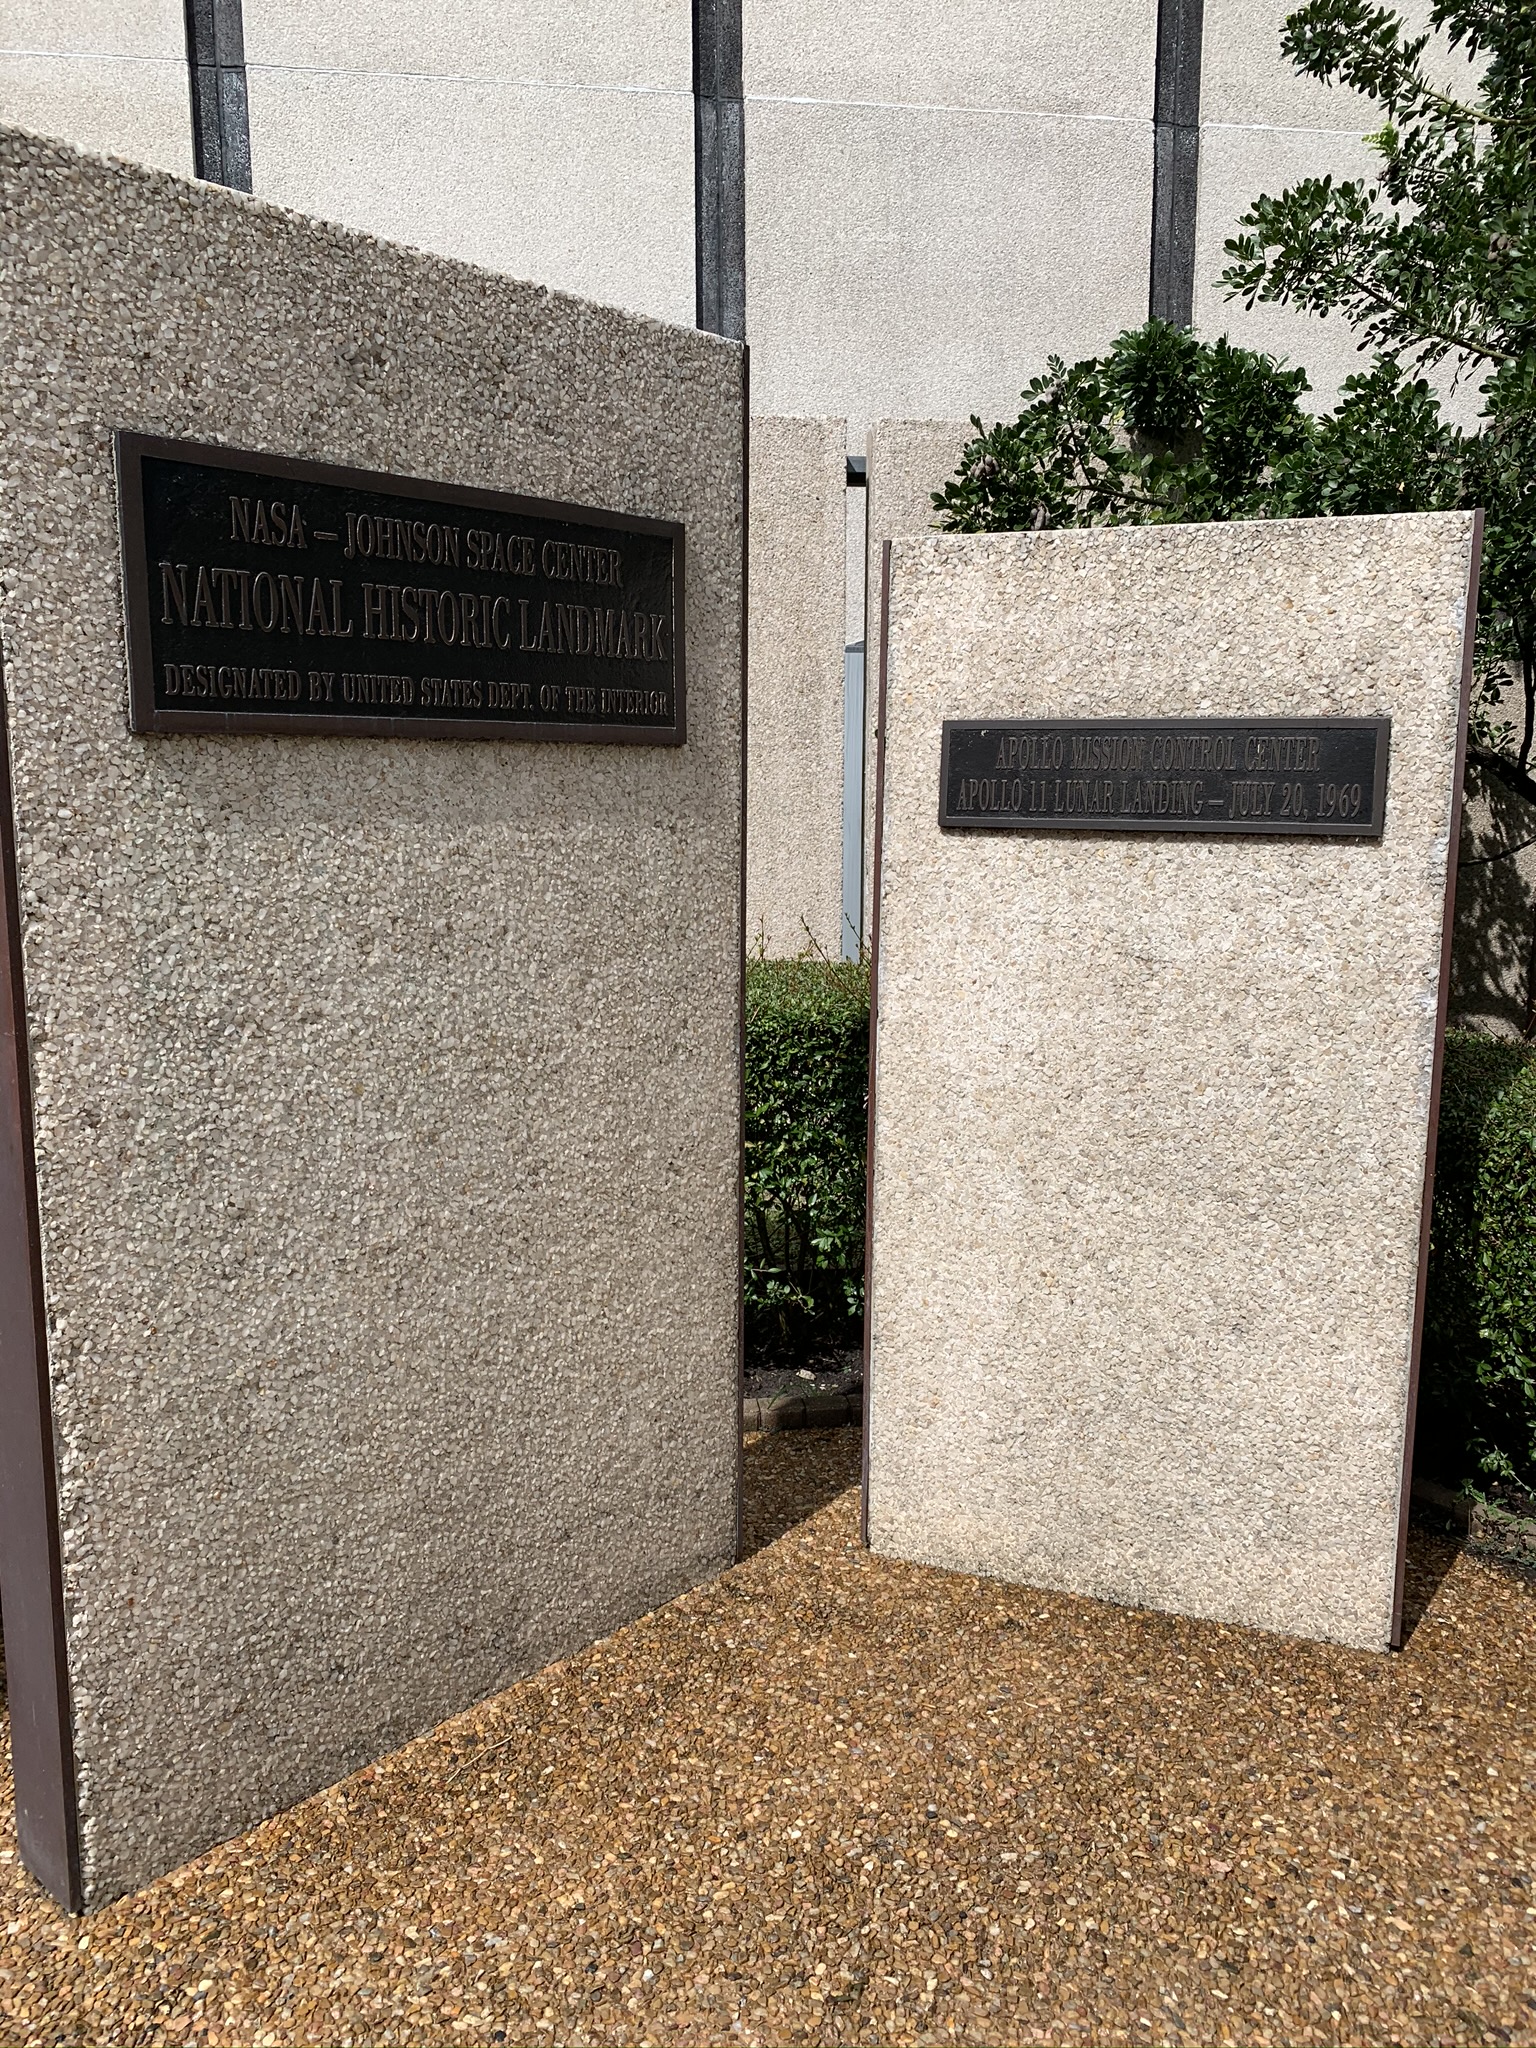 NASA – JOHNSON SPACE CENTER
NATIONAL HISTORIC LANDMARK
DESIGNATED BY UNITED STATES DEPT. OF THE INTERIOR
APOLLO MISSION CONTROL CENTER
APOLLO 11 LUNAR LANDING – JULY 20, 1969